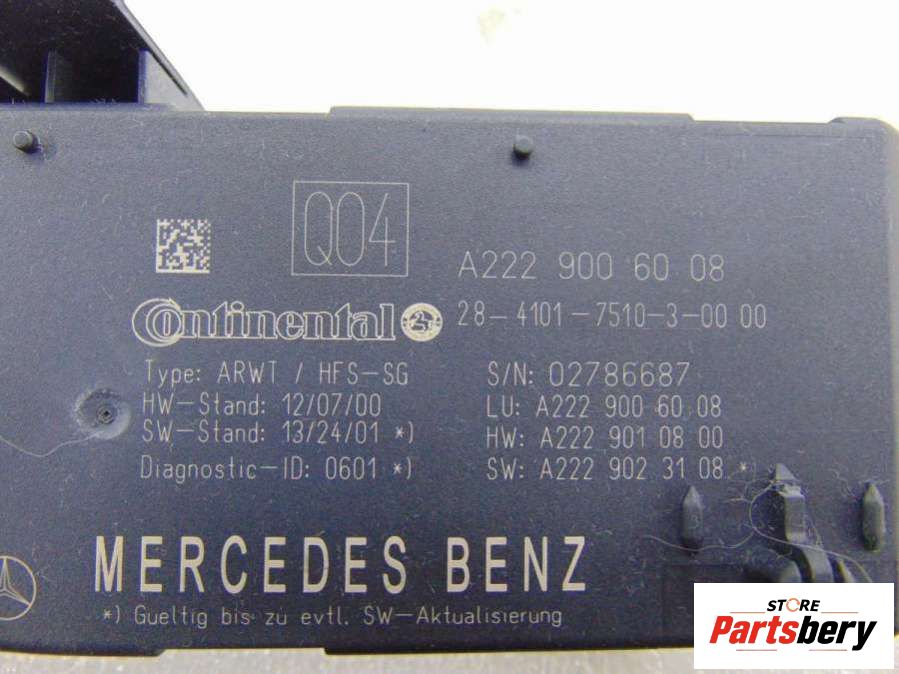 Q04
A222 900 60 08
Continental
28-4101-7510-3-00 00
Type: ARWT / HFS-SG
S/N: 02786687
HW-Stand: 12/07/00
LU: A222 900 60 08
SW-Stand: 13/24/01 *)
HW: A222 901 08 00
Diagnostic-ID: 0601 *)
SW: A222 902 31 08 *)
MERCEDES BENZ
*) Gueltig bis zu evtl. SW-Aktualisierung
STORE
Partsbery